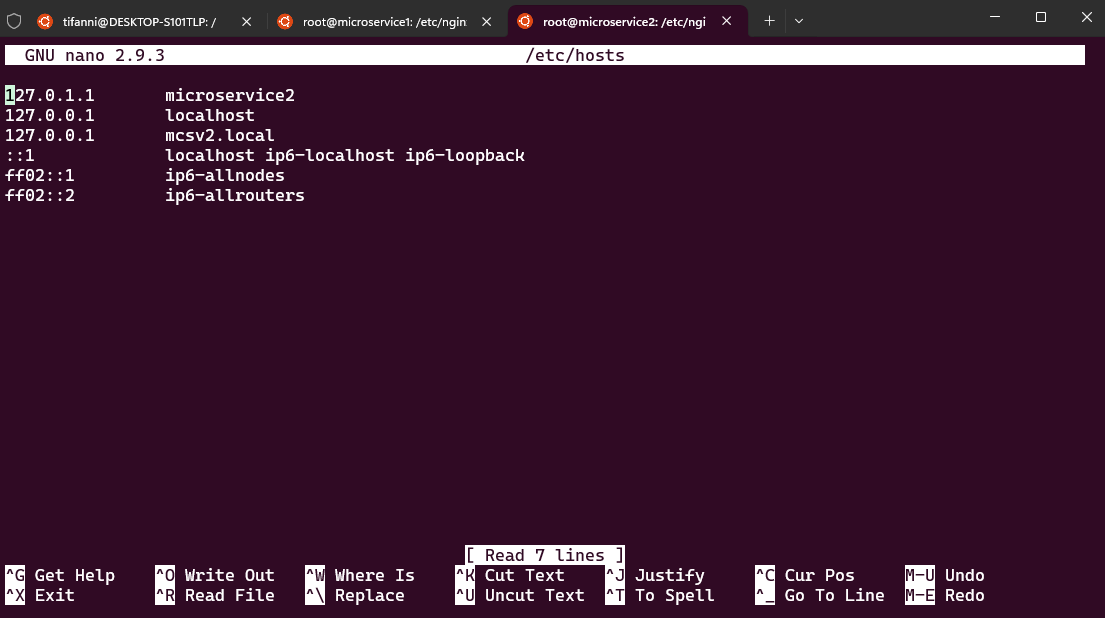 tifanni@DESKTOP-S101TLP: /
root@microservice1: /etc/ngin
root@microservice2: /etc/ngi
GNU nano 2.9.3 /etc/hosts
127.0.1.1 microservice2
127.0.0.1 localhost
127.0.0.1 mcsv2.local
::1 localhost ip6-localhost ip6-loopback
ff02::1 ip6-allnodes
ff02::2 ip6-allrouters
[ Read 7 lines ]
^G Get Help ^O Write Out ^W Where Is ^K Cut Text ^J Justify ^C Cur Pos M-U Undo
^X Exit ^R Read File ^\ Replace ^U Uncut Text ^T To Spell ^_ Go To Line M-E Redo